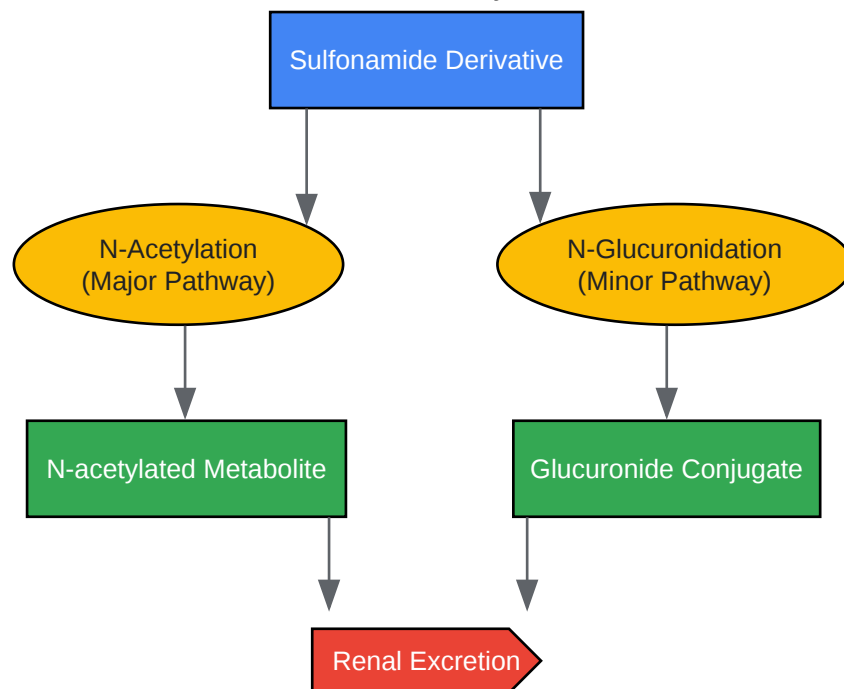 Sulfonamide Derivative
N-Acetylation
(Major Pathway)
N-Glucuronidation
(Minor Pathway)
N-acetylated Metabolite
Glucuronide Conjugate
Renal Excretion